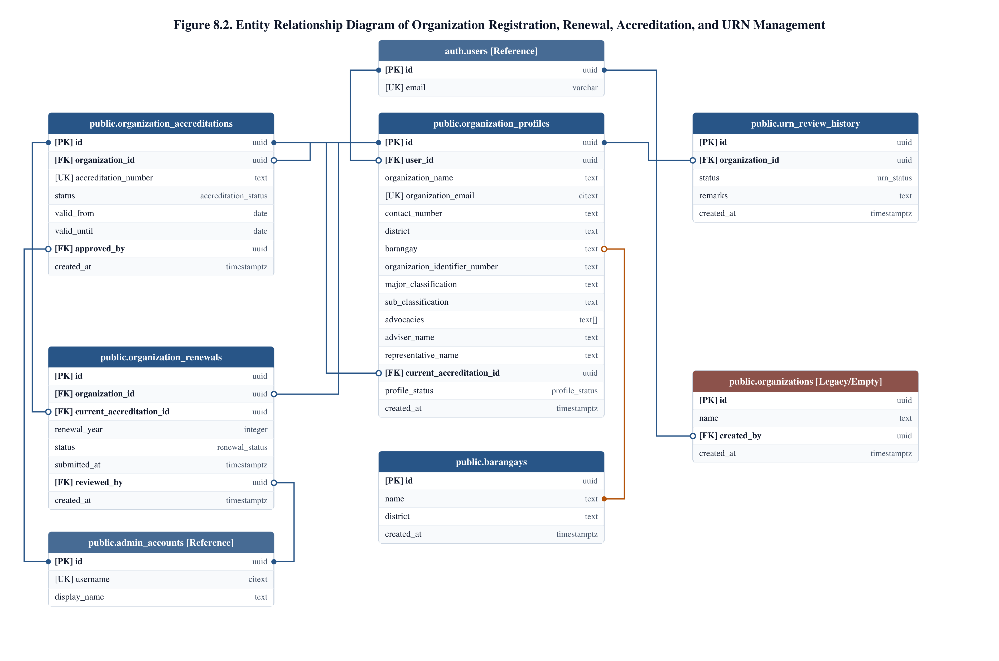 Figure 8.2. Entity Relationship Diagram of Organization Registration, Renewal, Accreditation, and URN Management
auth.users [Reference]
[PK] id uuid
[UK] email varchar
public.organization_accreditations
[PK] id uuid
[FK] organization_id uuid
[UK] accreditation_number text
status accreditation_status
valid_from date
valid_until date
[FK] approved_by uuid
created_at timestamptz
public.organization_profiles
[PK] id uuid
[FK] user_id uuid
organization_name text
[UK] organization_email citext
contact_number text
district text
barangay text
organization_identifier_number text
major_classification text
sub_classification text
advocacies text[]
adviser_name text
representative_name text
[FK] current_accreditation_id uuid
profile_status profile_status
created_at timestamptz
public.urn_review_history
[PK] id uuid
[FK] organization_id uuid
status urn_status
remarks text
created_at timestamptz
public.organization_renewals
[PK] id uuid
[FK] organization_id uuid
[FK] current_accreditation_id uuid
renewal_year integer
status renewal_status
submitted_at timestamptz
[FK] reviewed_by uuid
created_at timestamptz
public.organizations [Legacy/Empty]
[PK] id uuid
name text
[FK] created_by uuid
created_at timestamptz
public.barangays
[PK] id uuid
name text
district text
created_at timestamptz
public.admin_accounts [Reference]
[PK] id uuid
[UK] username citext
display_name text